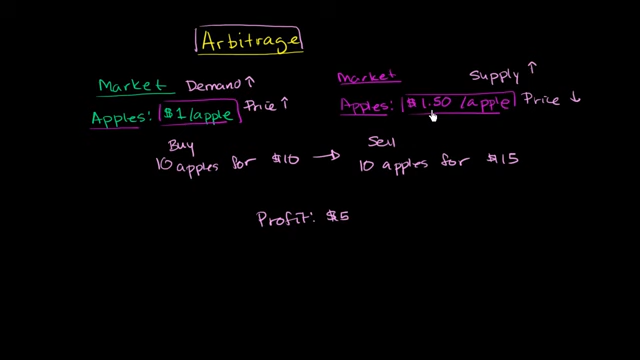 Arbitrage
Market Demand ↑
Apples: $1/apple Price ↑
Buy
10 apples for $10 →
Market Supply ↑
Apples: $1.50/apple Price ↓
Sell
10 apples for $15
Profit: $5